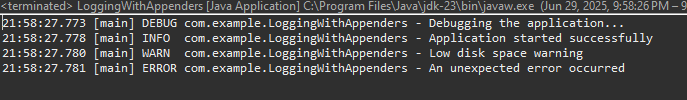 <terminated> LoggingWithAppenders [Java Application] C:\Program Files\Java\jdk-23\bin\javaw.exe (Jun 29, 2025, 9:58:26 PM – 9
21:58:27.773 [main] DEBUG com.example.LoggingWithAppenders - Debugging the application...
21:58:27.778 [main] INFO  com.example.LoggingWithAppenders - Application started successfully
21:58:27.780 [main] WARN  com.example.LoggingWithAppenders - Low disk space warning
21:58:27.781 [main] ERROR com.example.LoggingWithAppenders - An unexpected error occurred